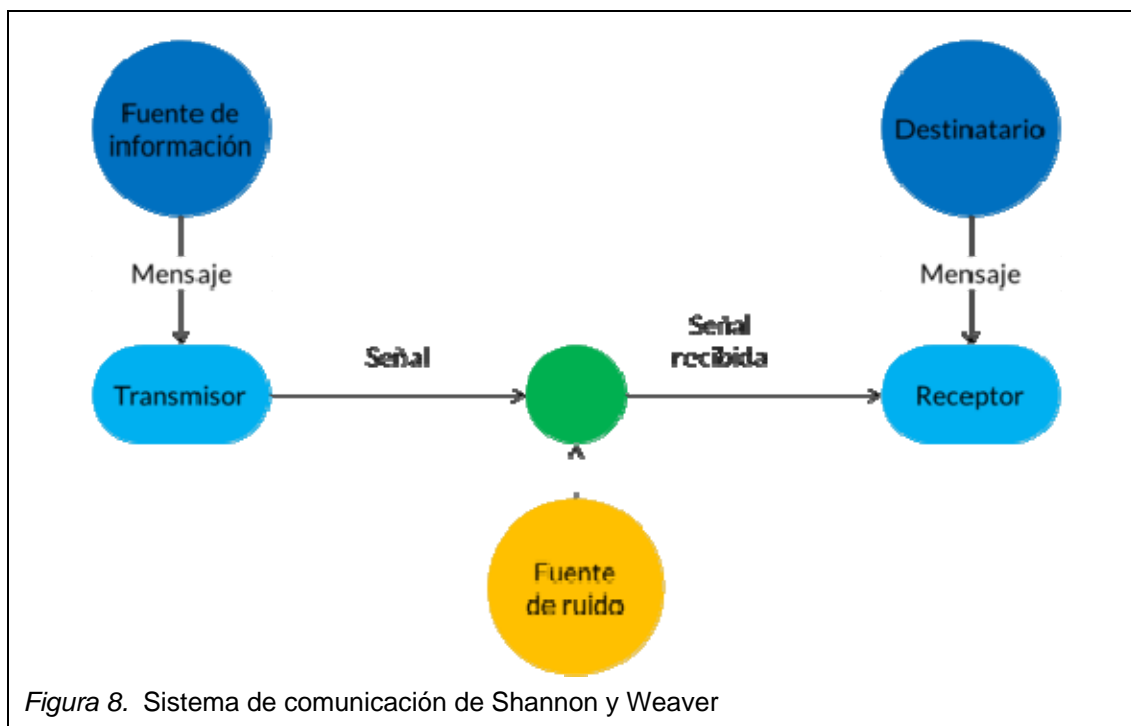 Fuente de
información
Destinatario
Mensaje
Mensaje
Señal
Señal
recibida
Transmisor
Receptor
Fuente
de ruido
Figura 8. Sistema de comunicación de Shannon y Weaver